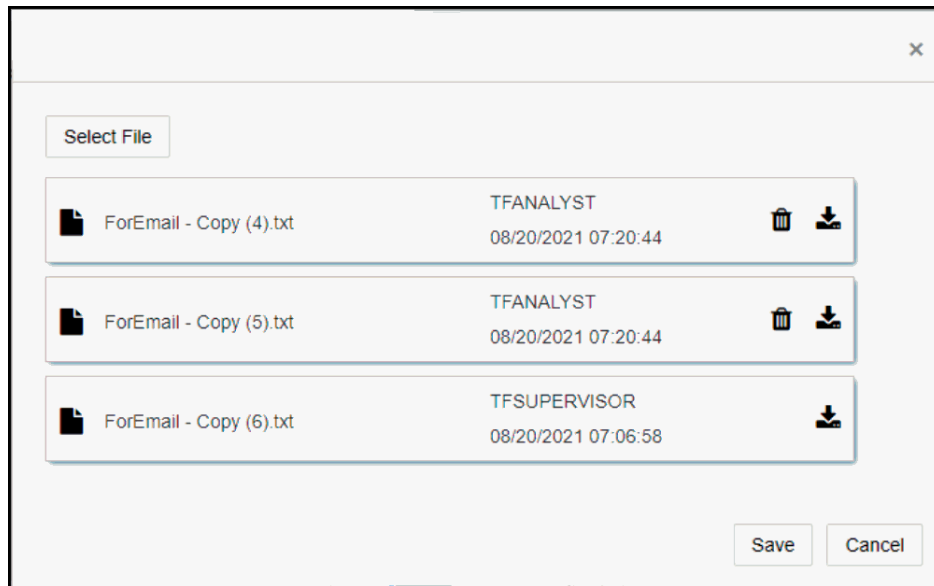 ×
Select File
ForEmail - Copy (4).txt
TFANALYST
08/20/2021 07:20:44
ForEmail - Copy (5).txt
TFANALYST
08/20/2021 07:20:44
ForEmail - Copy (6).txt
TFSUPERVISOR
08/20/2021 07:06:58
Save Cancel